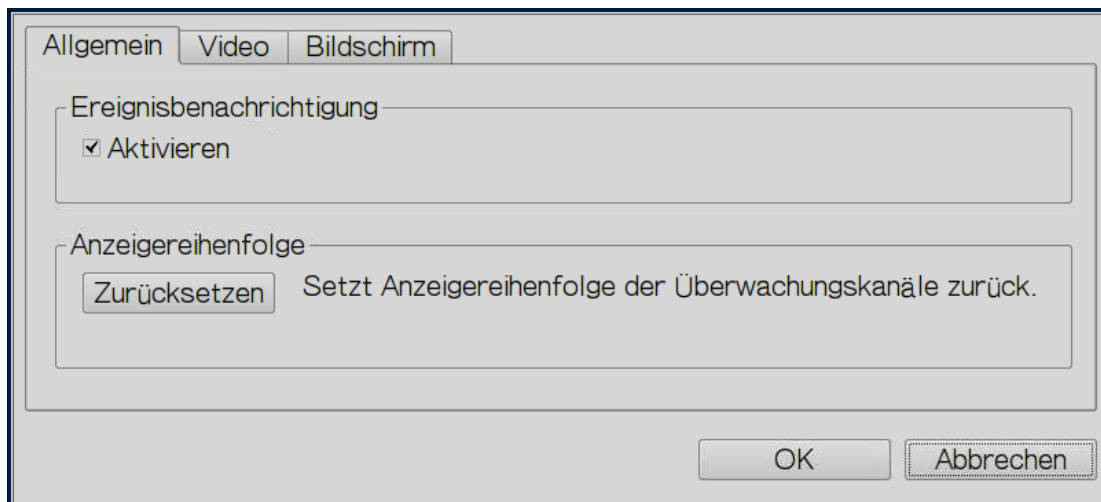 Allgemein Video Bildschirm
Ereignisbenachrichtigung
Aktivieren
Anzeigereihenfolge
Zurücksetzen Setzt Anzeigereihenfolge der Überwachungskanäle zurück.
OK Abbrechen